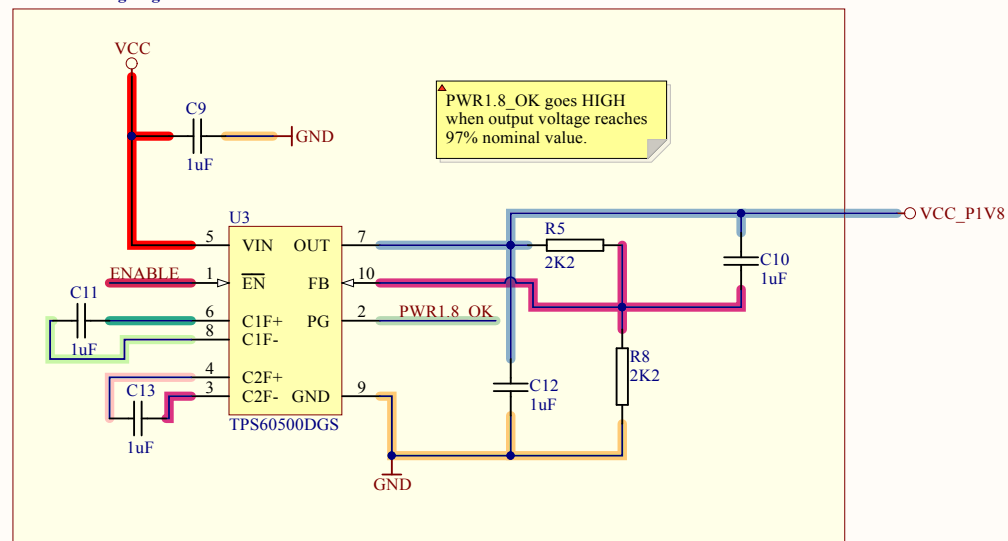 VCC
C9
1uF
GND
PWR1.8_OK goes HIGH
when output voltage reaches
97% nominal value.
VCC_P1V8
U3
5 VIN OUT 7
R5
2K2
ENABLE 1 EN FB 10
C10
1uF
C11
1uF
6 C1F+ PG 2 PWR1.8_OK
8 C1F-
4 C2F+
3 C2F- GND 9
C13
1uF
TPS60500DGS
R8
2K2
C12
1uF
GND